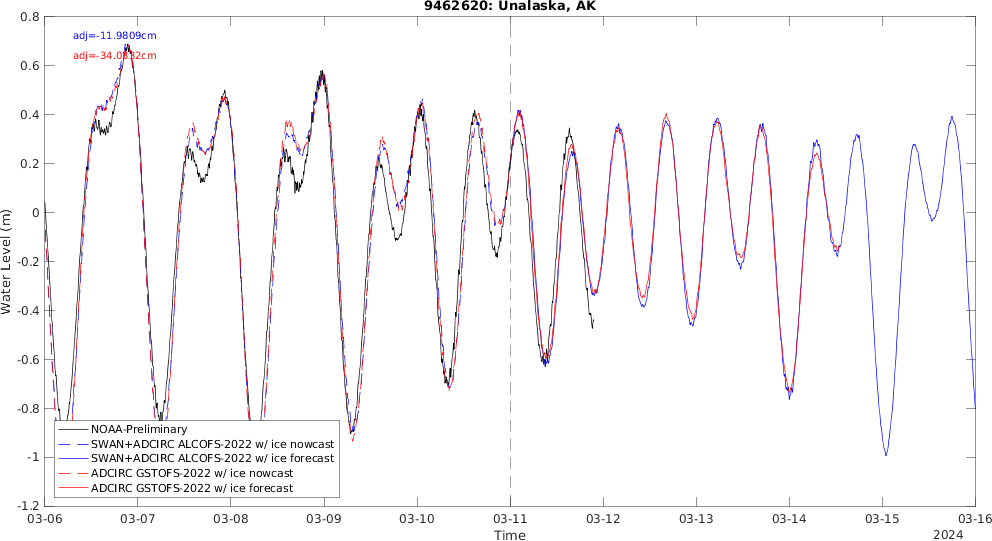 9462620: Unalaska, AK
adj=-11.9809cm
adj=-34.0832cm
Water Level (m)
0.8
0.6
0.4
0.2
0
-0.2
-0.4
-0.6
-0.8
-1
-1.2
NOAA-Preliminary
SWAN+ADCIRC ALCOFS-2022 w/ ice nowcast
SWAN+ADCIRC ALCOFS-2022 w/ ice forecast
ADCIRC GSTOFS-2022 w/ ice nowcast
ADCIRC GSTOFS-2022 w/ ice forecast
03-06 03-07 03-08 03-09 03-10 03-11 03-12 03-13 03-14 03-15 03-16
Time
2024